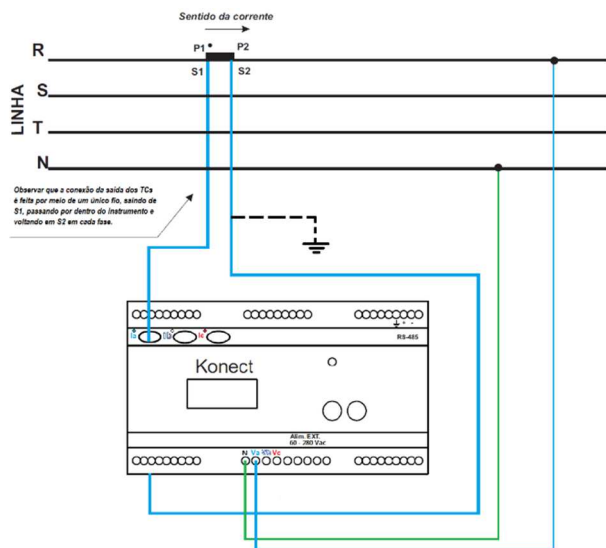 Sentido da corrente
P1 P2
R
S1 S2
S
LINHA
T
N
Observar que a conexão da saída dos TCs
é feita por meio de um único fio, saindo de
S1, passando por dentro do instrumento e
voltando em S2 em cada fase.
Ia Ib Ic
+ -
RS-485
Konect
Alim. EXT.
60 - 280 Vac
N Va Vb Vc